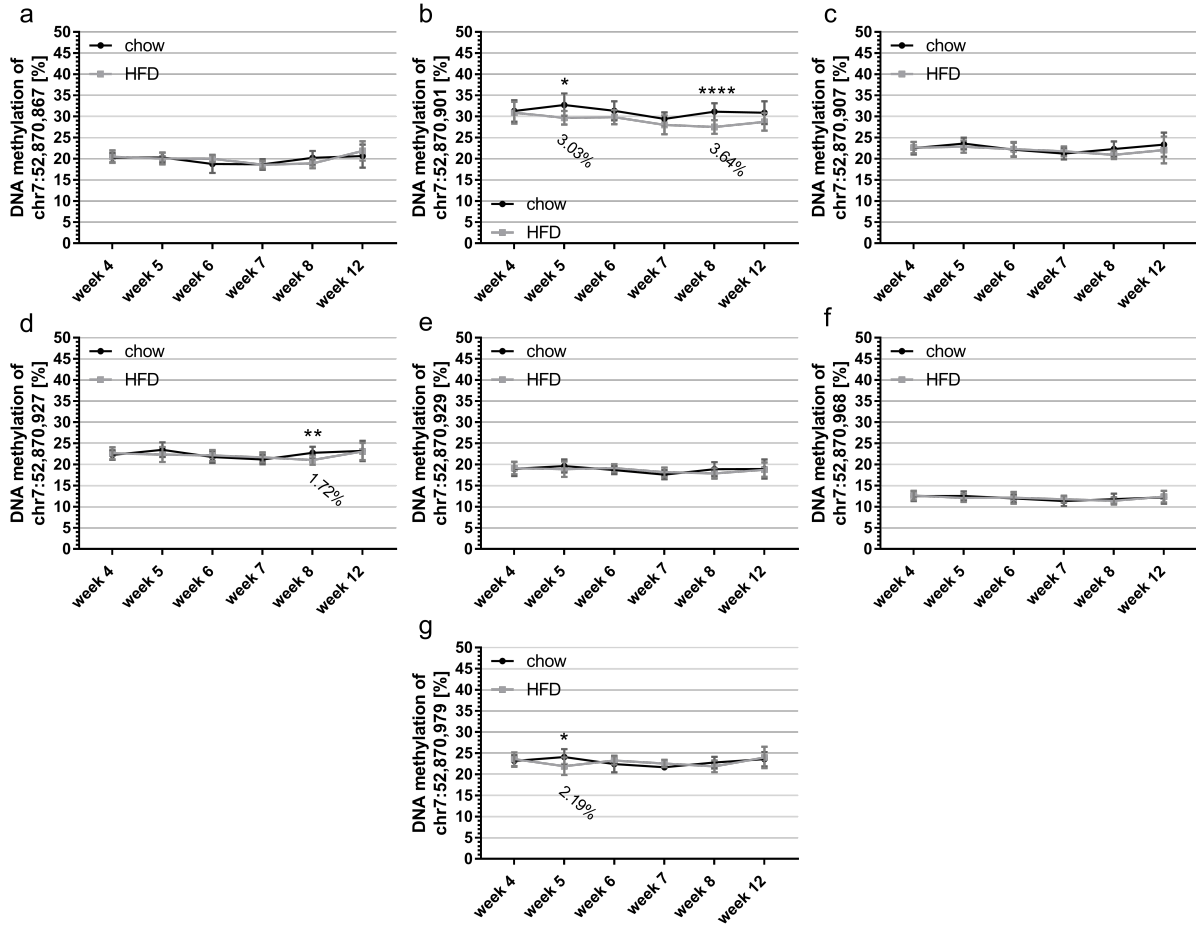 a
DNA methylation of
chr7:52,870,867 [%]
50
45
40
35
30
25
20
15
10
5
0
chow
HFD
week 4
week 5
week 6
week 7
week 8
week 12
b
DNA methylation of
chr7:52,870,901 [%]
50
45
40
35
30
25
20
15
10
5
0
*
****
3.03%
3.64%
chow
HFD
week 4
week 5
week 6
week 7
week 8
week 12
c
DNA methylation of
chr7:52,870,907 [%]
50
45
40
35
30
25
20
15
10
5
0
chow
HFD
week 4
week 5
week 6
week 7
week 8
week 12
d
DNA methylation of
chr7:52,870,927 [%]
50
45
40
35
30
25
20
15
10
5
0
chow
HFD
**
1.72%
week 4
week 5
week 6
week 7
week 8
week 12
e
DNA methylation of
chr7:52,870,929 [%]
50
45
40
35
30
25
20
15
10
5
0
chow
HFD
week 4
week 5
week 6
week 7
week 8
week 12
f
DNA methylation of
chr7:52,870,968 [%]
50
45
40
35
30
25
20
15
10
5
0
chow
HFD
week 4
week 5
week 6
week 7
week 8
week 12
g
DNA methylation of
chr7:52,870,979 [%]
50
45
40
35
30
25
20
15
10
5
0
chow
HFD
*
2.19%
week 4
week 5
week 6
week 7
week 8
week 12